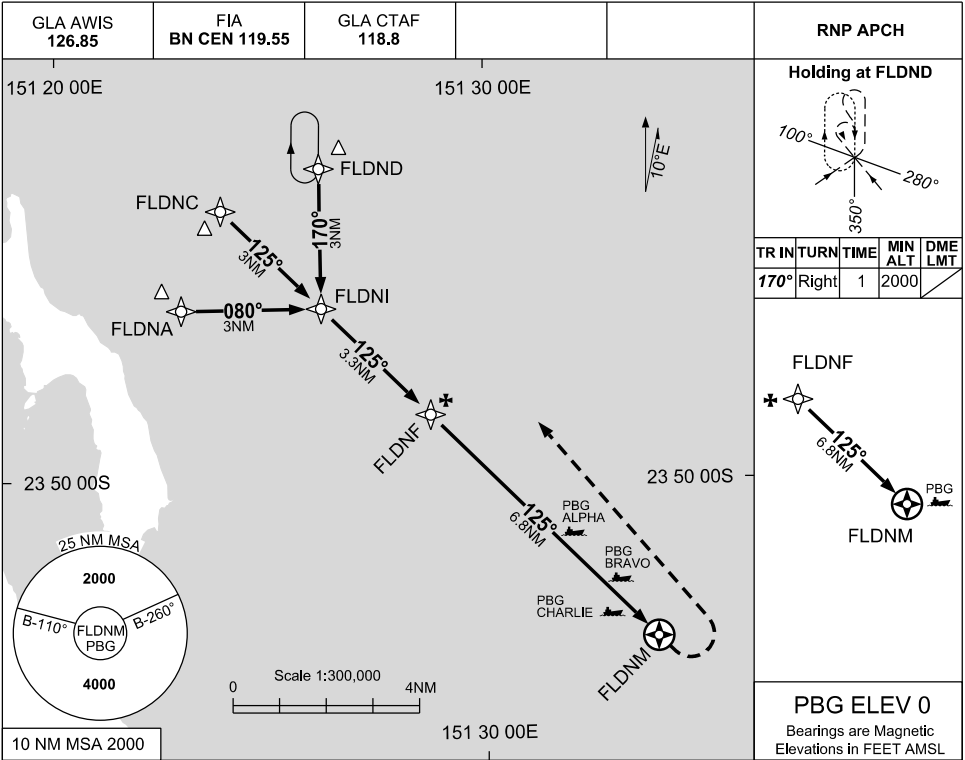 GLA AWIS
126.85
FIA
BN CEN 119.55
GLA CTAF
118.8
RNP APCH
151 20 00E
151 30 00E
10°E
FLDND
FLDNC
170°
3NM
125°
3NM
FLDNI
FLDNA
080°
3NM
125°
3.3NM
FLDNF
23 50 00S
23 50 00S
125°
6.8NM
PBG
ALPHA
PBG
BRAVO
PBG
CHARLIE
FLDNM
25 NM MSA
2000
B-110°
FLDNM
PBG
B-260°
4000
10 NM MSA 2000
Scale 1:300,000
0
4NM
151 30 00E
Holding at FLDND
100°
280°
350°
TR IN TURN TIME MIN ALT DME LMT
170° Right 1 2000
FLDNF
125°
6.8NM
PBG
FLDNM
PBG ELEV 0
Bearings are Magnetic
Elevations in FEET AMSL